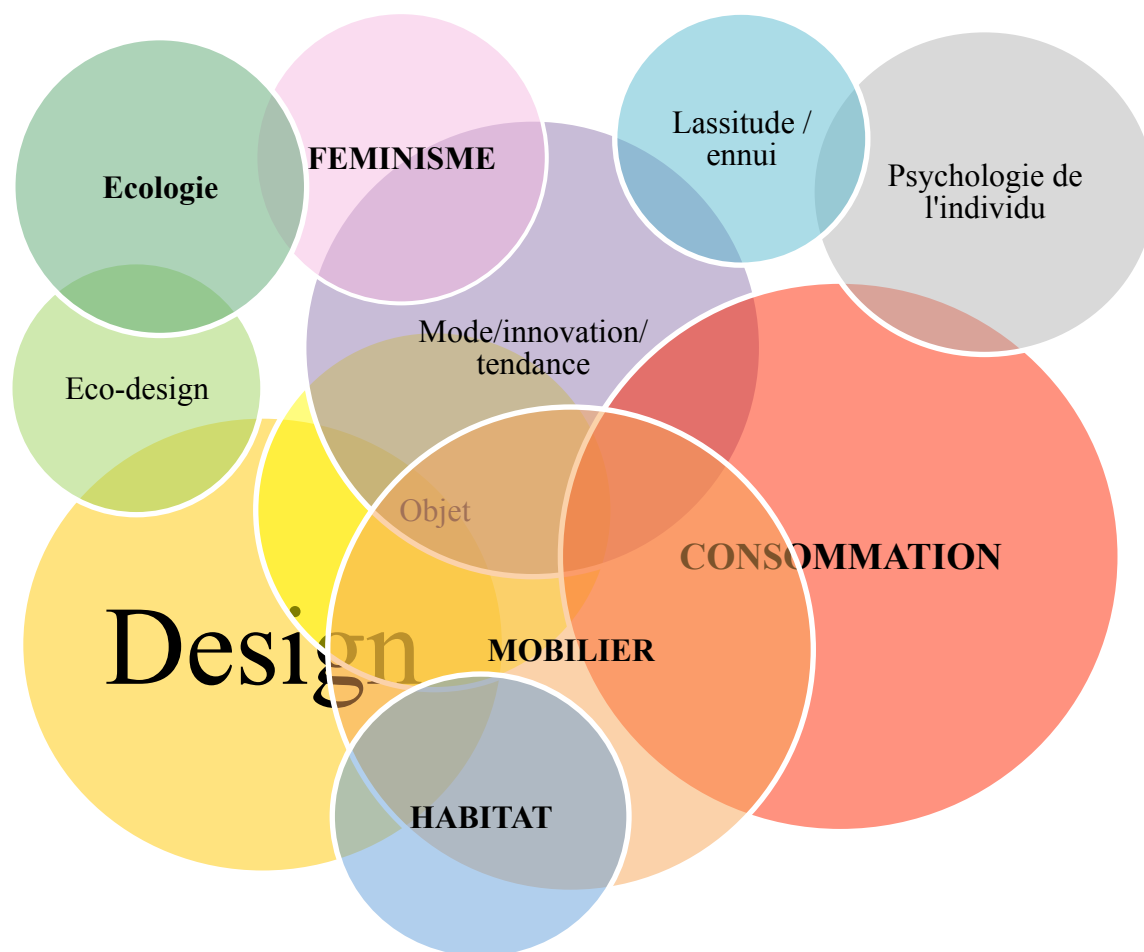 Lassitude /
ennui
FEMINISME
Ecologie
Psychologie de
l'individu
Mode/innovation/
tendance
Eco-design
Objet
CONSOMMATION
Design
MOBILIER
HABITAT